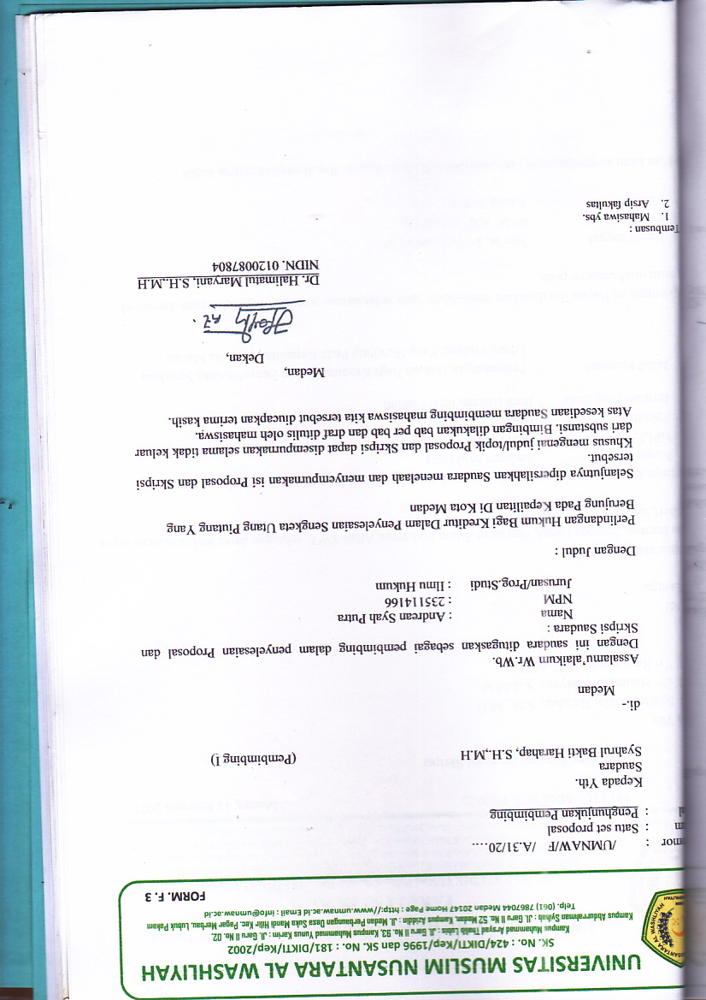 UNIVERSITAS MUSLIM NUSANTARA AL WASHLIYAH
SK. No. : 424/DIKTI/Kep/1996 dan SK. No. : 181/DIKTI/Kep/2002
Kampus Muhammad Arsyad Thalib Lubis : Jl. Garu II No. 93, Kampus Muhammad Yunus Karim : Jl. Garu II No. 02,
Kampus Abdurrahman Syihab : Jl. Garu II No. 52 Medan, Kampus Aziddin : Jl. Medan Perbaungan Desa Suka Mandi Hilir Kec. Pagar Merbau, Lubuk Pakam
Telp. (061) 7867044 Medan 20147 Home Page : http://www.umnaw.ac.id Email : info@umnaw.ac.id
FORM. F. 3
omor : /UMNAW/F /A.31/20….
am : Satu set proposal
al : Penghunjukan Pembimbing
Kepada Yth.
Saudara
Syahrul Bakti Harahap, S.H.,M.H (Pembimbing I)
di.-
Medan
Assalamu'alaikum Wr.Wb.
Dengan ini saudara ditugaskan sebagai pembimbing dalam penyelesaian Proposal dan
Skripsi Saudara :
Nama : Andrean Syah Putra
NPM : 235114166
Jurusan/Prog.Studi : Ilmu Hukum
Dengan Judul :
Perlindangan Hukum Bagi Kreditur Dalam Penyelesaian Sengketa Utang Piutang Yang
Berujung Pada Kepailitan Di Kota Medan
Selanjutnya dipersilahkan Saudara menelaah dan menyempurnakan isi Proposal dan Skripsi
tersebut.
Khusus mengenai judul/topik Proposal dan Skripsi dapat disempurnakan selama tidak keluar
dari substansi. Bimbingan dilakukan bab per bab dan draf ditulis oleh mahasiswa.
Atas kesediaan Saudara membimbing mahasiswa kita tersebut diucapkan terima kasih.
Medan,
Dekan,
Dr. Halimatul Maryani, S.H.,M.H
NIDN. 0120087804
Tembusan :
1. Mahasiswa ybs.
2. Arsip fakultas